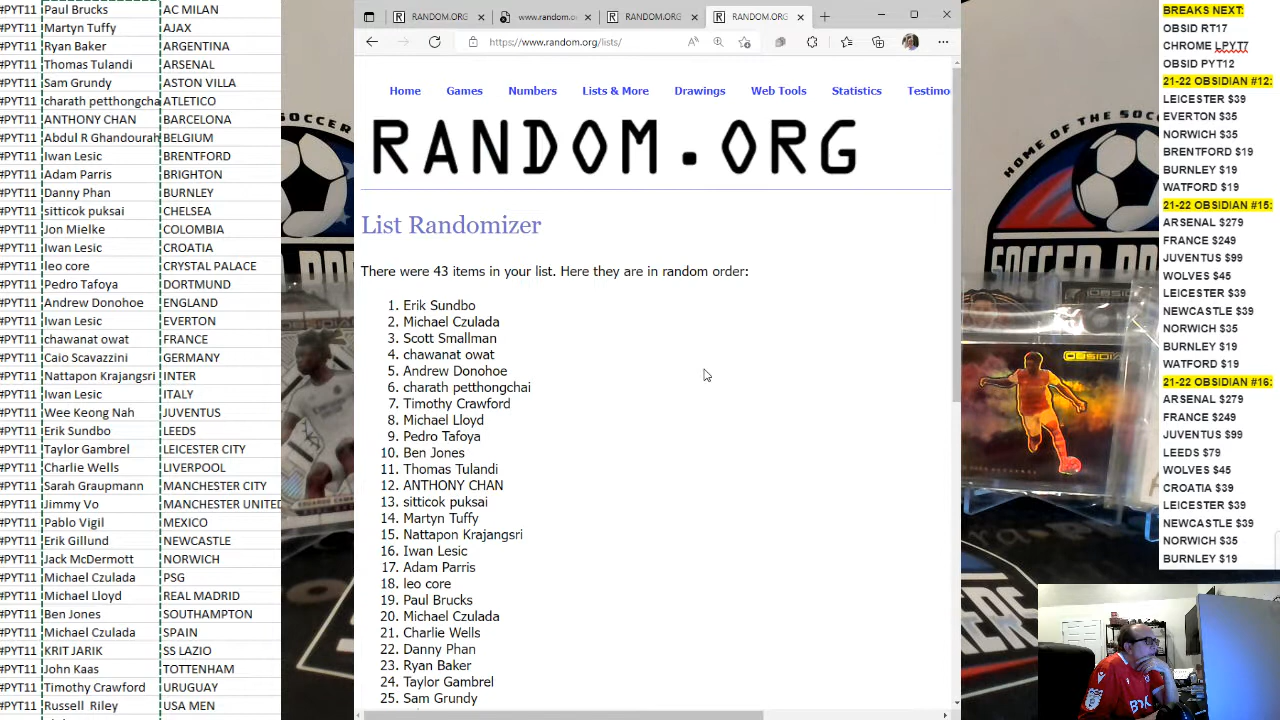 #PYT11 Paul Brucks AC MILAN
#PYT11 Martyn Tuffy AJAX
#PYT11 Ryan Baker ARGENTINA
#PYT11 Thomas Tulandi ARSENAL
#PYT11 Sam Grundy ASTON VILLA
#PYT11 charath petthongcha ATLETICO
#PYT11 ANTHONY CHAN BARCELONA
#PYT11 Abdul R Ghandourah BELGIUM
#PYT11 Iwan Lesic BRENTFORD
#PYT11 Adam Parris BRIGHTON
#PYT11 Danny Phan BURNLEY
#PYT11 sitticok puksai CHELSEA
#PYT11 Jon Mielke COLOMBIA
#PYT11 Iwan Lesic CROATIA
#PYT11 leo core CRYSTAL PALACE
#PYT11 Pedro Tafoya DORTMUND
#PYT11 Andrew Donohoe ENGLAND
#PYT11 Iwan Lesic EVERTON
#PYT11 chawanat owat FRANCE
#PYT11 Caio Scavazzini GERMANY
#PYT11 Nattapon Krajangsri INTER
#PYT11 Iwan Lesic ITALY
#PYT11 Wee Keong Nah JUVENTUS
#PYT11 Erik Sundbo LEEDS
#PYT11 Taylor Gambrel LEICESTER CITY
#PYT11 Charlie Wells LIVERPOOL
#PYT11 Sarah Graupmann MANCHESTER CITY
#PYT11 Jimmy Vo MANCHESTER UNITED
#PYT11 Pablo Vigil MEXICO
#PYT11 Erik Gillund NEWCASTLE
#PYT11 Jack McDermott NORWICH
#PYT11 Michael Czulada PSG
#PYT11 Michael Lloyd REAL MADRID
#PYT11 Ben Jones SOUTHAMPTON
#PYT11 Michael Czulada SPAIN
#PYT11 KRIT JARIK SS LAZIO
#PYT11 John Kaas TOTTENHAM
#PYT11 Timothy Crawford URUGUAY
#PYT11 Russell Riley USA MEN
RANDOM.ORG
www.random.or
RANDOM.ORG
RANDOM.ORG
https://www.random.org/lists/
Home Games Numbers Lists & More Drawings Web Tools Statistics Testimo
RANDOM.ORG
List Randomizer
There were 43 items in your list. Here they are in random order:
1. Erik Sundbo
2. Michael Czulada
3. Scott Smallman
4. chawanat owat
5. Andrew Donohoe
6. charath petthongchai
7. Timothy Crawford
8. Michael Lloyd
9. Pedro Tafoya
10. Ben Jones
11. Thomas Tulandi
12. ANTHONY CHAN
13. sitticok puksai
14. Martyn Tuffy
15. Nattapon Krajangsri
16. Iwan Lesic
17. Adam Parris
18. leo core
19. Paul Brucks
20. Michael Czulada
21. Charlie Wells
22. Danny Phan
23. Ryan Baker
24. Taylor Gambrel
25. Sam Grundy
HOME OF THE SOC
SOCCER
OBSIDIA
BREAKS NEXT:
OBSID RT17
CHROME LPYT7
OBSID PYT12
21-22 OBSIDIAN #12:
LEICESTER $39
EVERTON $35
NORWICH $35
BRENTFORD $19
BURNLEY $19
WATFORD $19
21-22 OBSIDIAN #15:
ARSENAL $279
FRANCE $249
JUVENTUS $99
WOLVES $45
LEICESTER $39
NEWCASTLE $39
NORWICH $35
BURNLEY $19
WATFORD $19
21-22 OBSIDIAN #16:
ARSENAL $279
FRANCE $249
JUVENTUS $99
LEEDS $79
WOLVES $45
CROATIA $39
LEICESTER $39
NEWCASTLE $39
NORWICH $35
BURNLEY $19